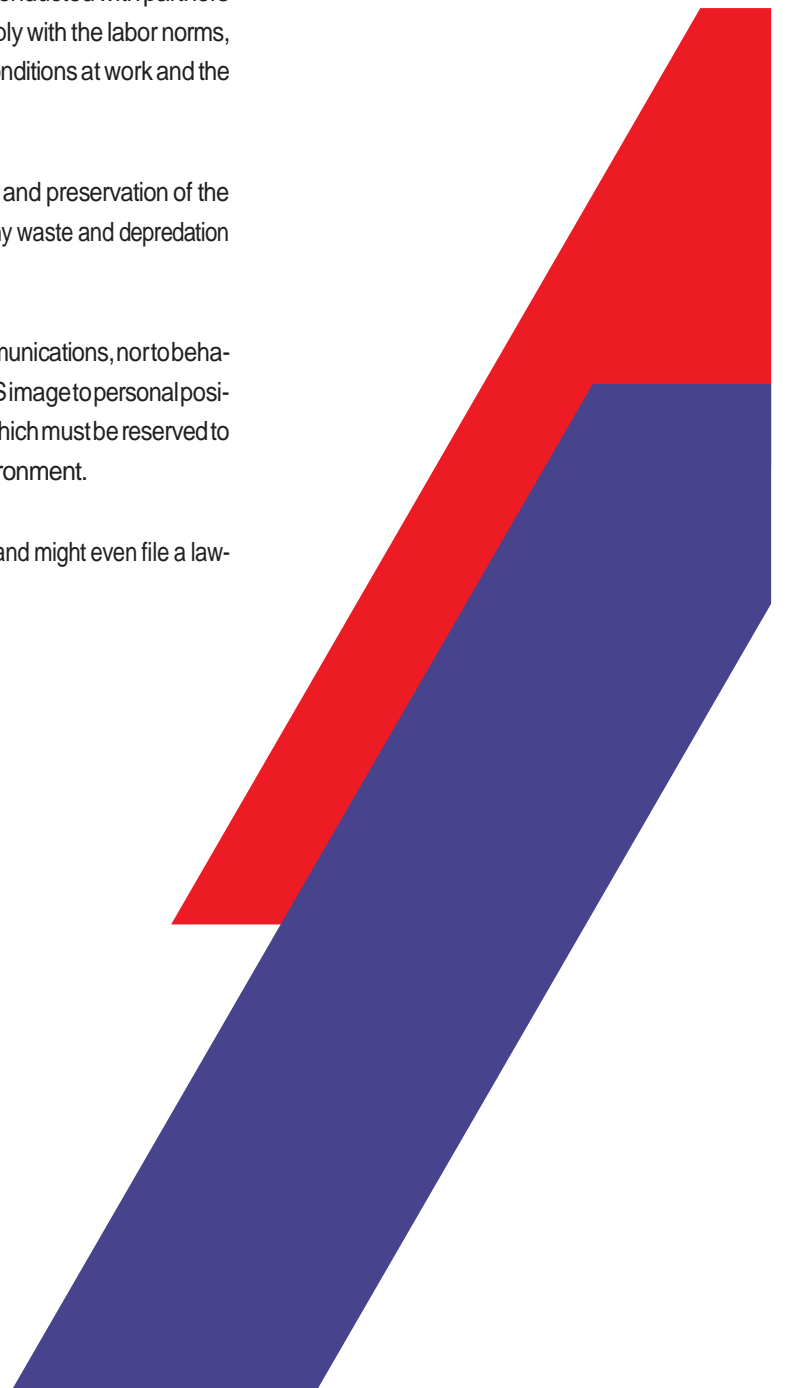 ply with the labor norms,
nditions at work and the
and preservation of the
y waste and depredation
munications, nor to beha-
S image to personal posi-
hich must be reserved to
ronment.
and might even file a law-